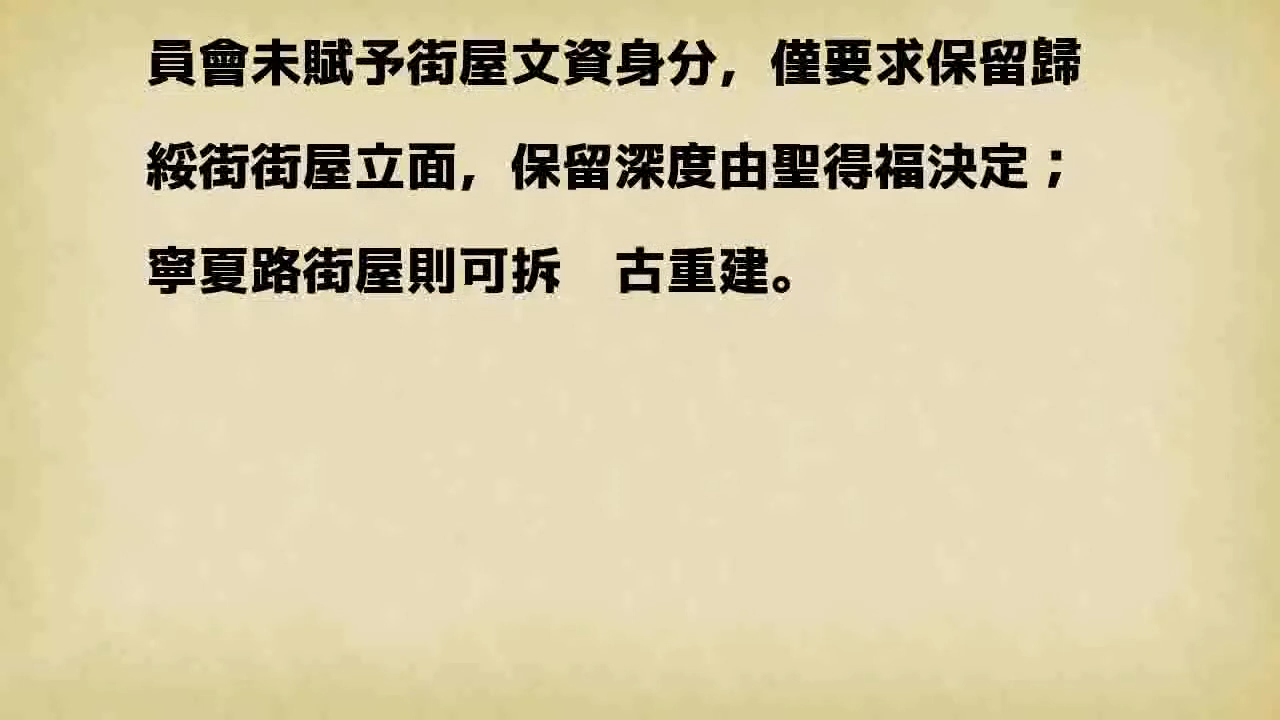 員會未賦予街屋文資身分，僅要求保留歸
綏街街屋立面，保留深度由聖得福決定；
寧夏路街屋則可拆　古重建。